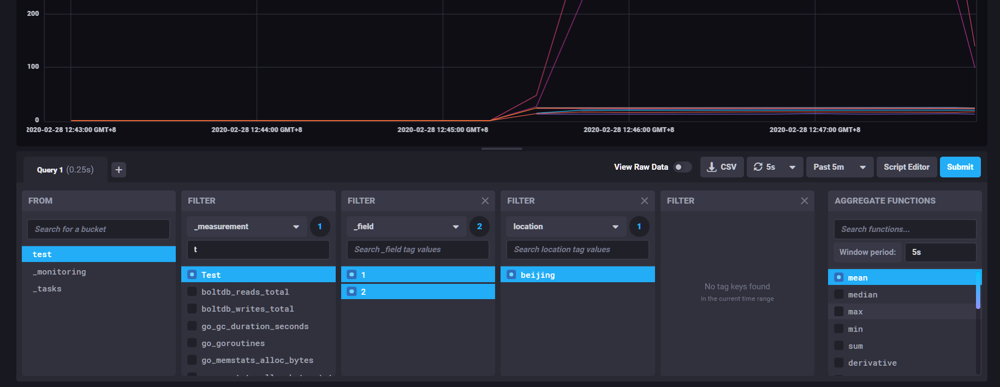 200
100
0
2020-02-28 12:43:00 GMT+8
2020-02-28 12:44:00 GMT+8
2020-02-28 12:45:00 GMT+8
2020-02-28 12:46:00 GMT+8
2020-02-28 12:47:00 GMT+8
Query 1 (0.25s)
+
View Raw Data
CSV
5s
Past 5m
Script Editor
Submit
FROM
Search for a bucket
test
_monitoring
_tasks
FILTER
_measurement
1
t
Test
boltdb_reads_total
boltdb_writes_total
go_gc_duration_seconds
go_goroutines
go_memstats_alloc_bytes
FILTER
_field
2
Search _field tag values
1
2
FILTER
location
1
Search location tag values
beijing
FILTER
No tag keys found
in the current time range
AGGREGATE FUNCTIONS
Search functions...
Window period:
5s
mean
median
max
min
sum
derivative